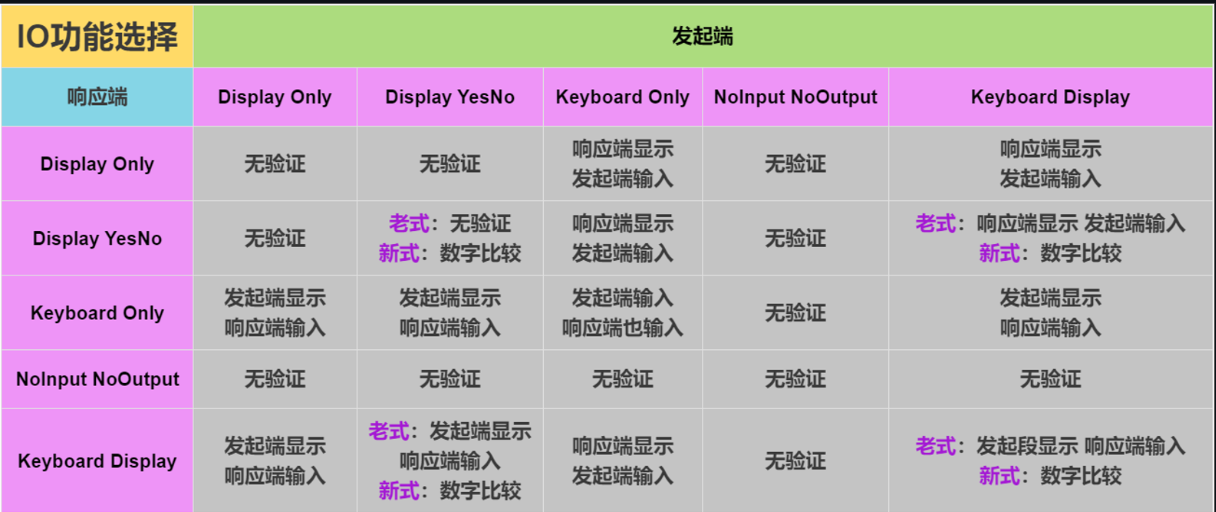 IO功能选择 发起端
响应端 Display Only Display YesNo Keyboard Only NoInput NoOutput Keyboard Display
Display Only 无验证 无验证 响应端显示 无验证 响应端显示
发起端输入 发起端输入
Display YesNo 无验证 老式：无验证 响应端显示 无验证 老式：响应端显示 发起端输入
新式：数字比较 发起端输入 新式：数字比较
Keyboard Only 发起端显示 发起端显示 发起端输入 无验证 发起端显示
响应端输入 响应端输入 响应端也输入 响应端输入
NoInput NoOutput 无验证 无验证 无验证 无验证 无验证
Keyboard Display 发起端显示 老式：发起端显示 响应端显示 无验证 老式：发起段显示 响应端输入
响应端输入 响应端输入 发起端输入 新式：数字比较
新式：数字比较